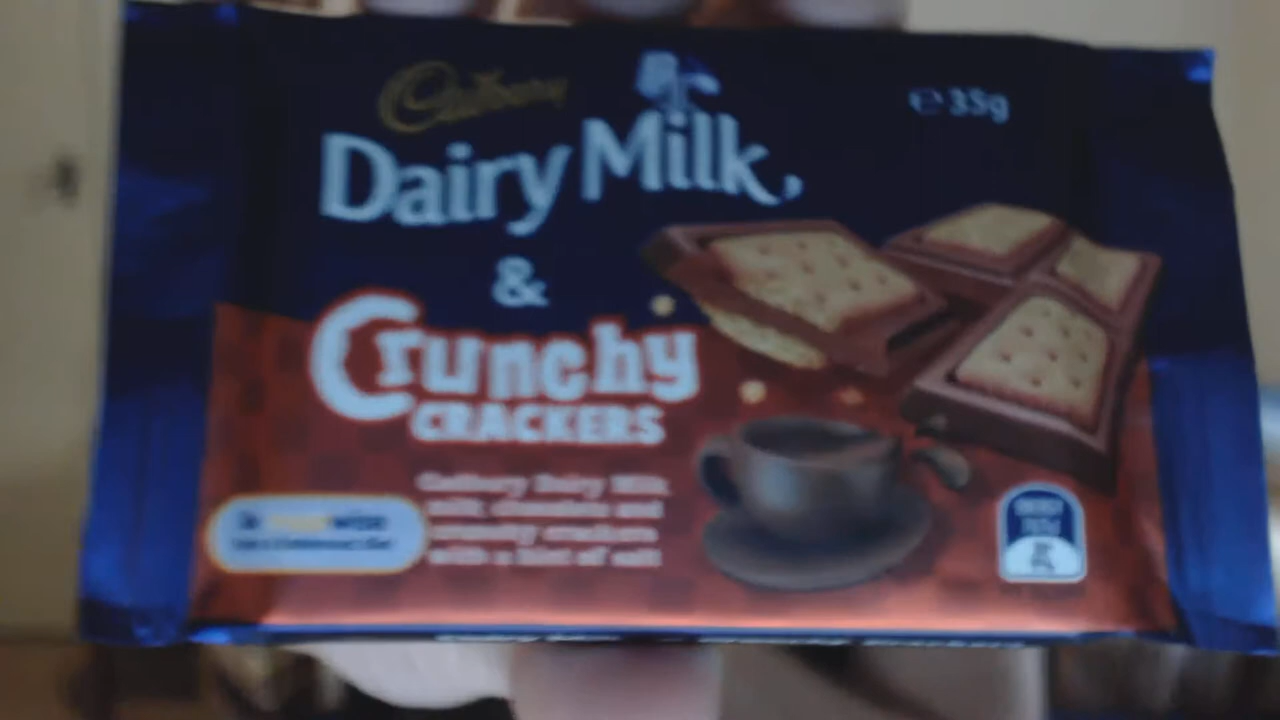 Cadbury
Dairy Milk
℮ 35g
&
Crunchy
CRACKERS
Cadbury Dairy Milk
milk chocolate and
crunchy crackers
with a hint of salt